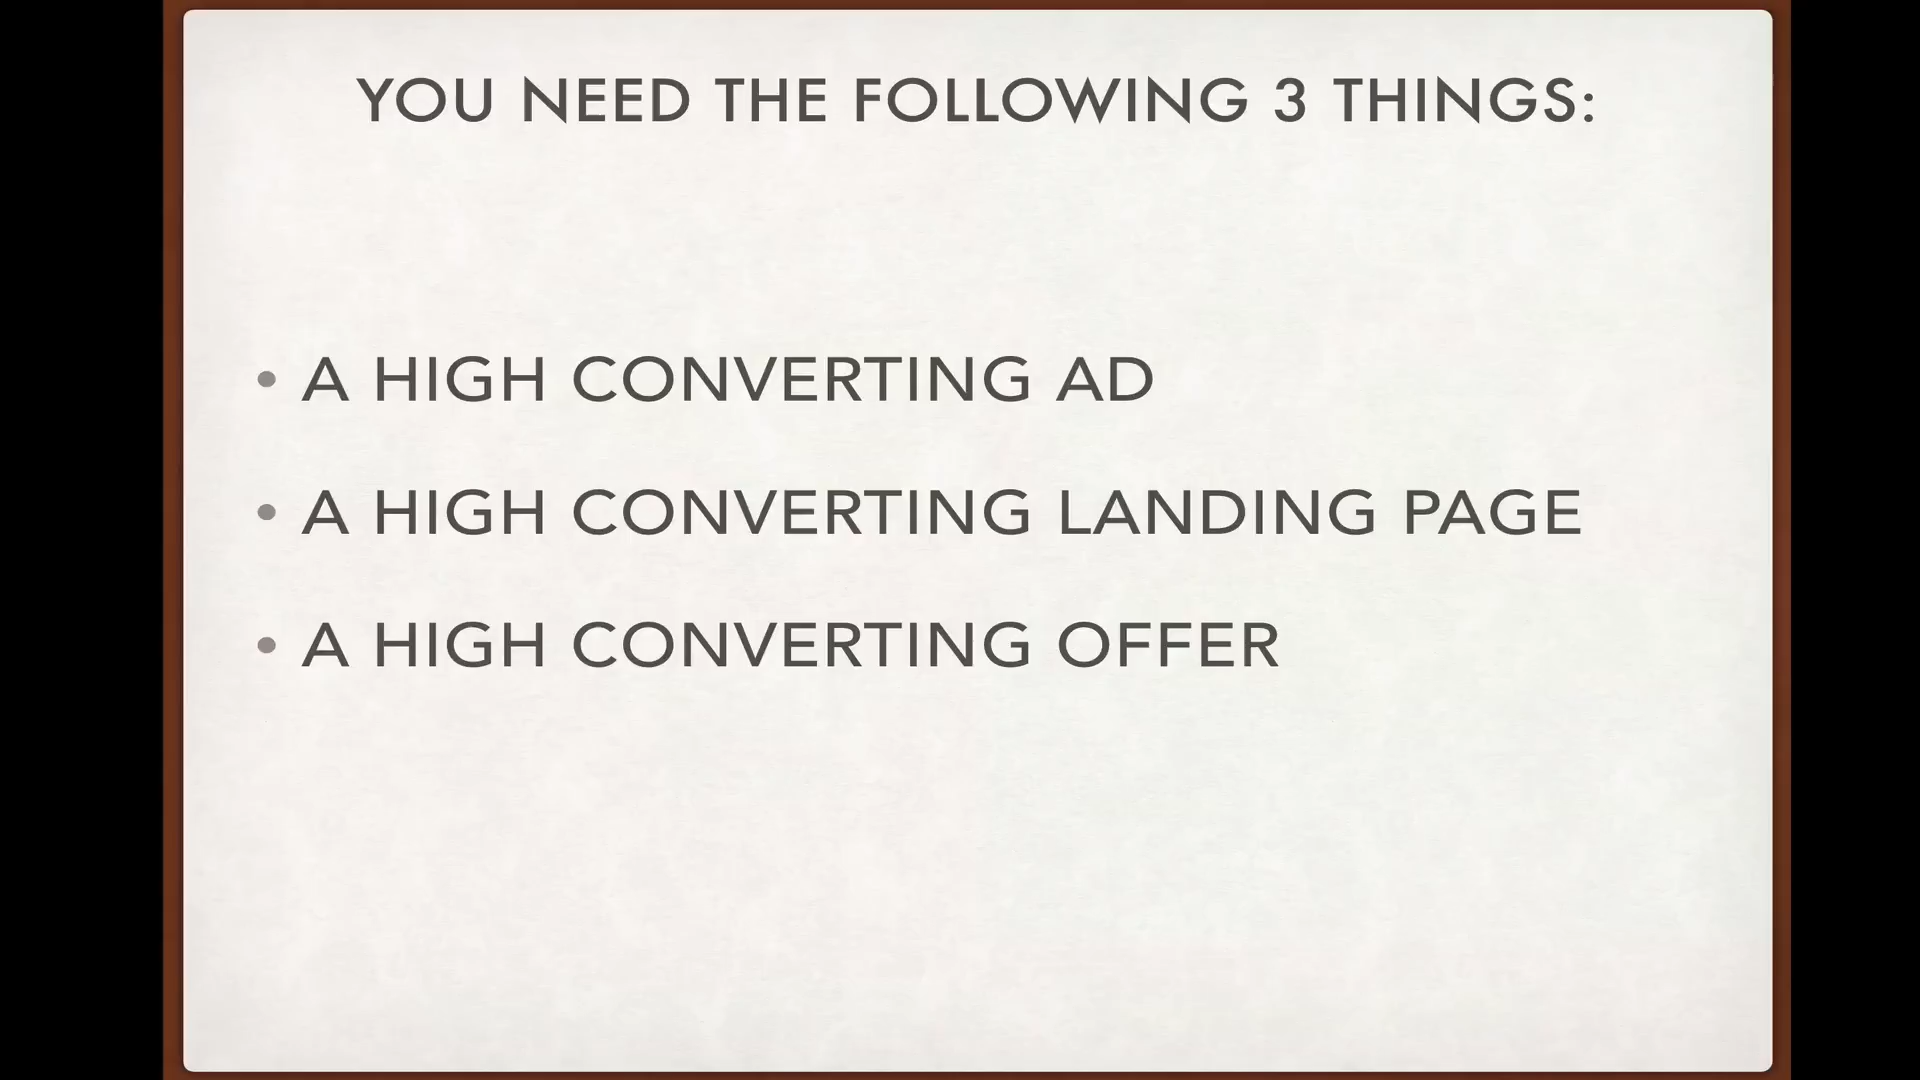 YOU NEED THE FOLLOWING 3 THINGS:
• A HIGH CONVERTING AD
• A HIGH CONVERTING LANDING PAGE
• A HIGH CONVERTING OFFER